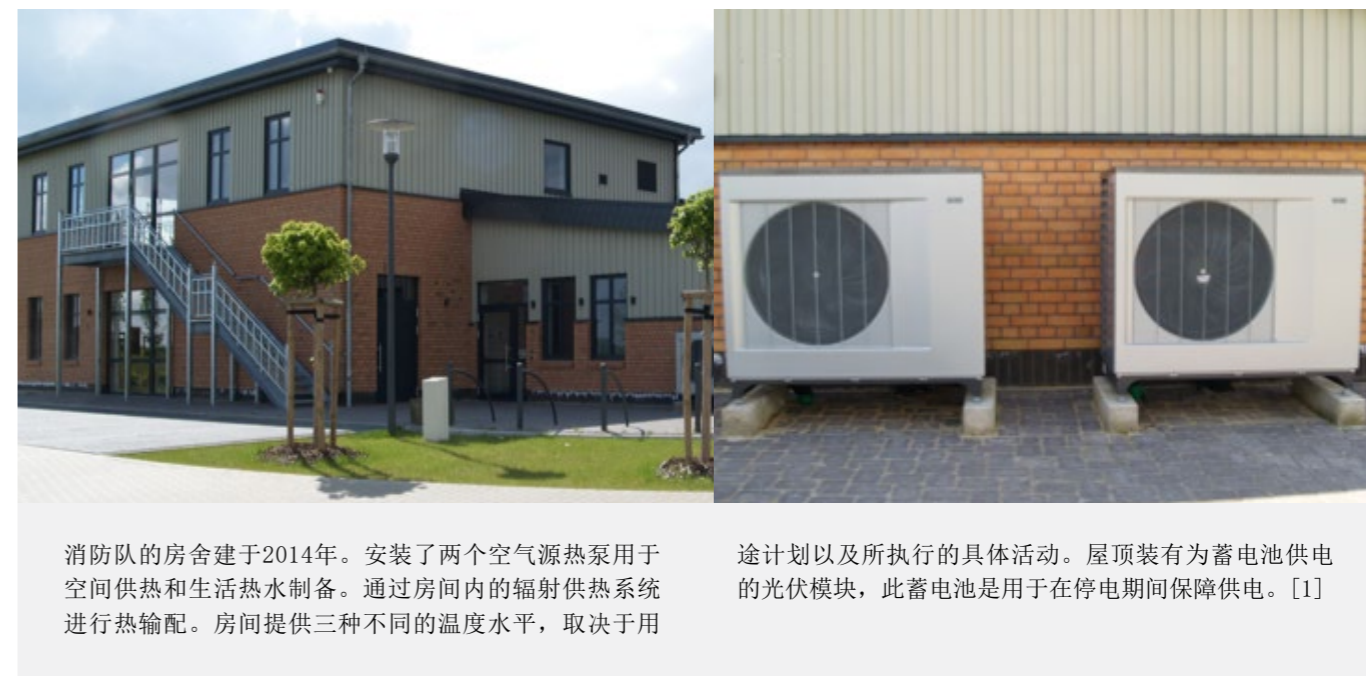 消防队的房舍建于2014年。安装了两个空气源热泵用于
空间供热和生活热水制备。通过房间内的辐射供热系统
进行热输配。房间提供三种不同的温度水平，取决于用
途计划以及所执行的具体活动。屋顶装有为蓄电池供电
的光伏模块，此蓄电池是用于在停电期间保障供电。[1]